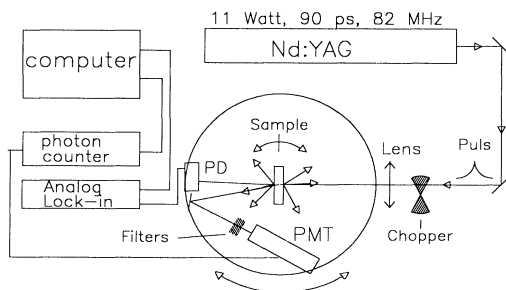 11 Watt, 90 ps, 82 MHz
Nd:YAG
computer
photon
counter
Analog
Lock-in
Sample
PD
Lens
Puls
Filters
PMT
Chopper